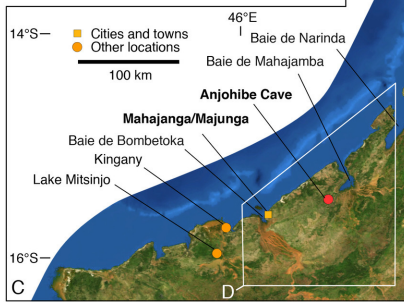 46°E
14°S
Cities and towns
Other locations
100 km
Baie de Narinda
Baie de Mahajamba
Anjohibe Cave
Mahajanga/Majunga
Baie de Bombetoka
Kingany
Lake Mitsinjo
16°S
C
D